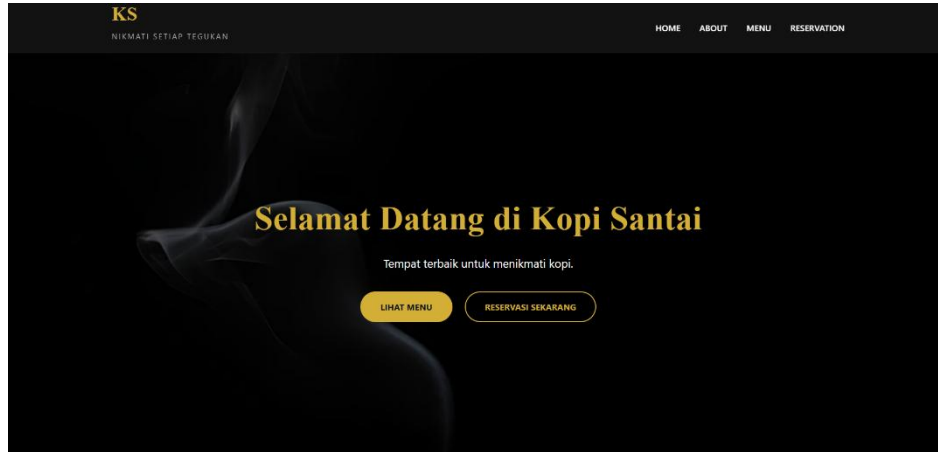 KS
NIKMATI SETIAP TEGUKAN
HOME ABOUT MENU RESERVATION
Selamat Datang di Kopi Santai
Tempat terbaik untuk menikmati kopi.
LIHAT MENU RESERVASI SEKARANG